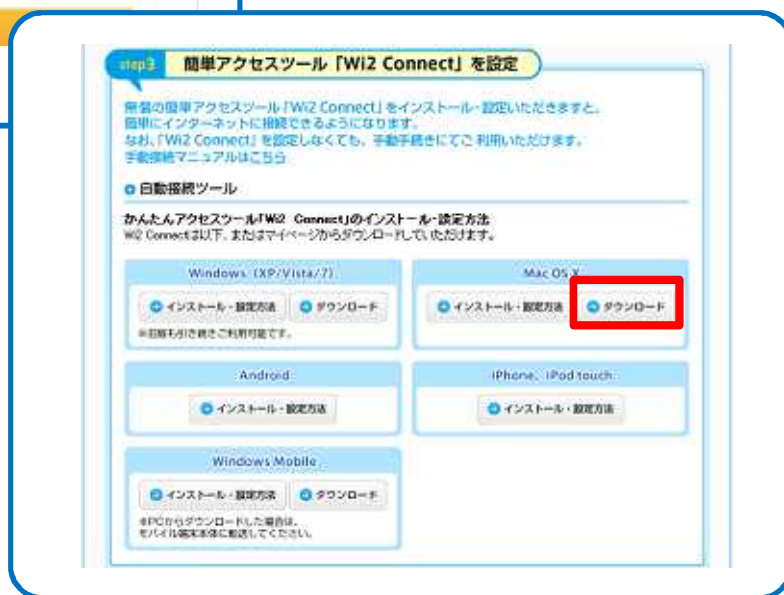 step3 簡単アクセスツール「Wi2 Connect」を設定
無償の簡単アクセスツール「Wi2 Connect」をインストール・設定いただきますと、
簡単にインターネットに接続できるようになります。
なお、「Wi2 Connect」を設定しなくても、手動手続きにてご利用いただけます。
手動接続マニュアルはこちら
自動接続ツール
かんたんアクセスツール「Wi2 Connect」のインストール・設定方法
Wi2 Connectは以下、またはマイページからダウンロードしていただけます。
Windows (XP/Vista/7)
インストール・設定方法 ダウンロード
※旧版も引き続きご利用可能です。
Mac OS X
インストール・設定方法 ダウンロード
Android
インストール・設定方法
iPhone, iPod touch
インストール・設定方法
Windows Mobile
インストール・設定方法 ダウンロード
※PCからダウンロードした場合は、
モバイル端末本体に転送してください。